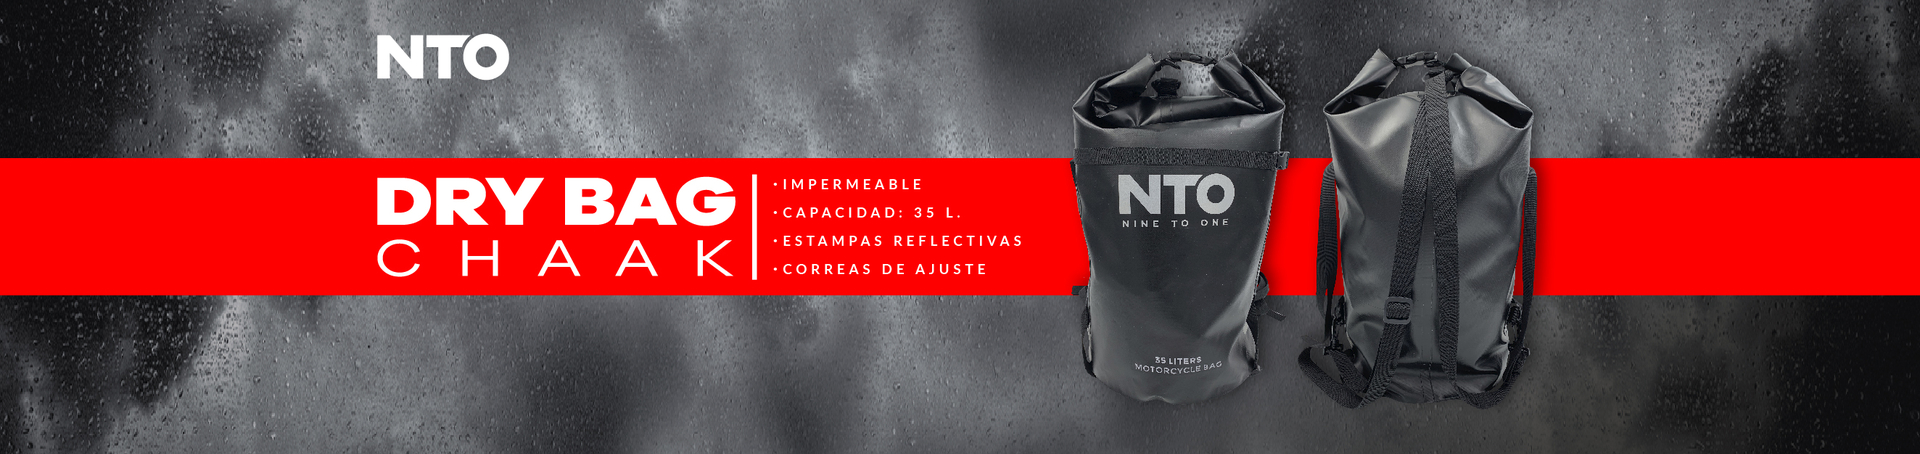 NTO
DRY BAG
CHAAK
·IMPERMEABLE
·CAPACIDAD: 35 L.
·ESTAMPAS REFLECTIVAS
·CORREAS DE AJUSTE
NTO
NINE TO ONE
35 LITERS
MOTORCYCLE BAG